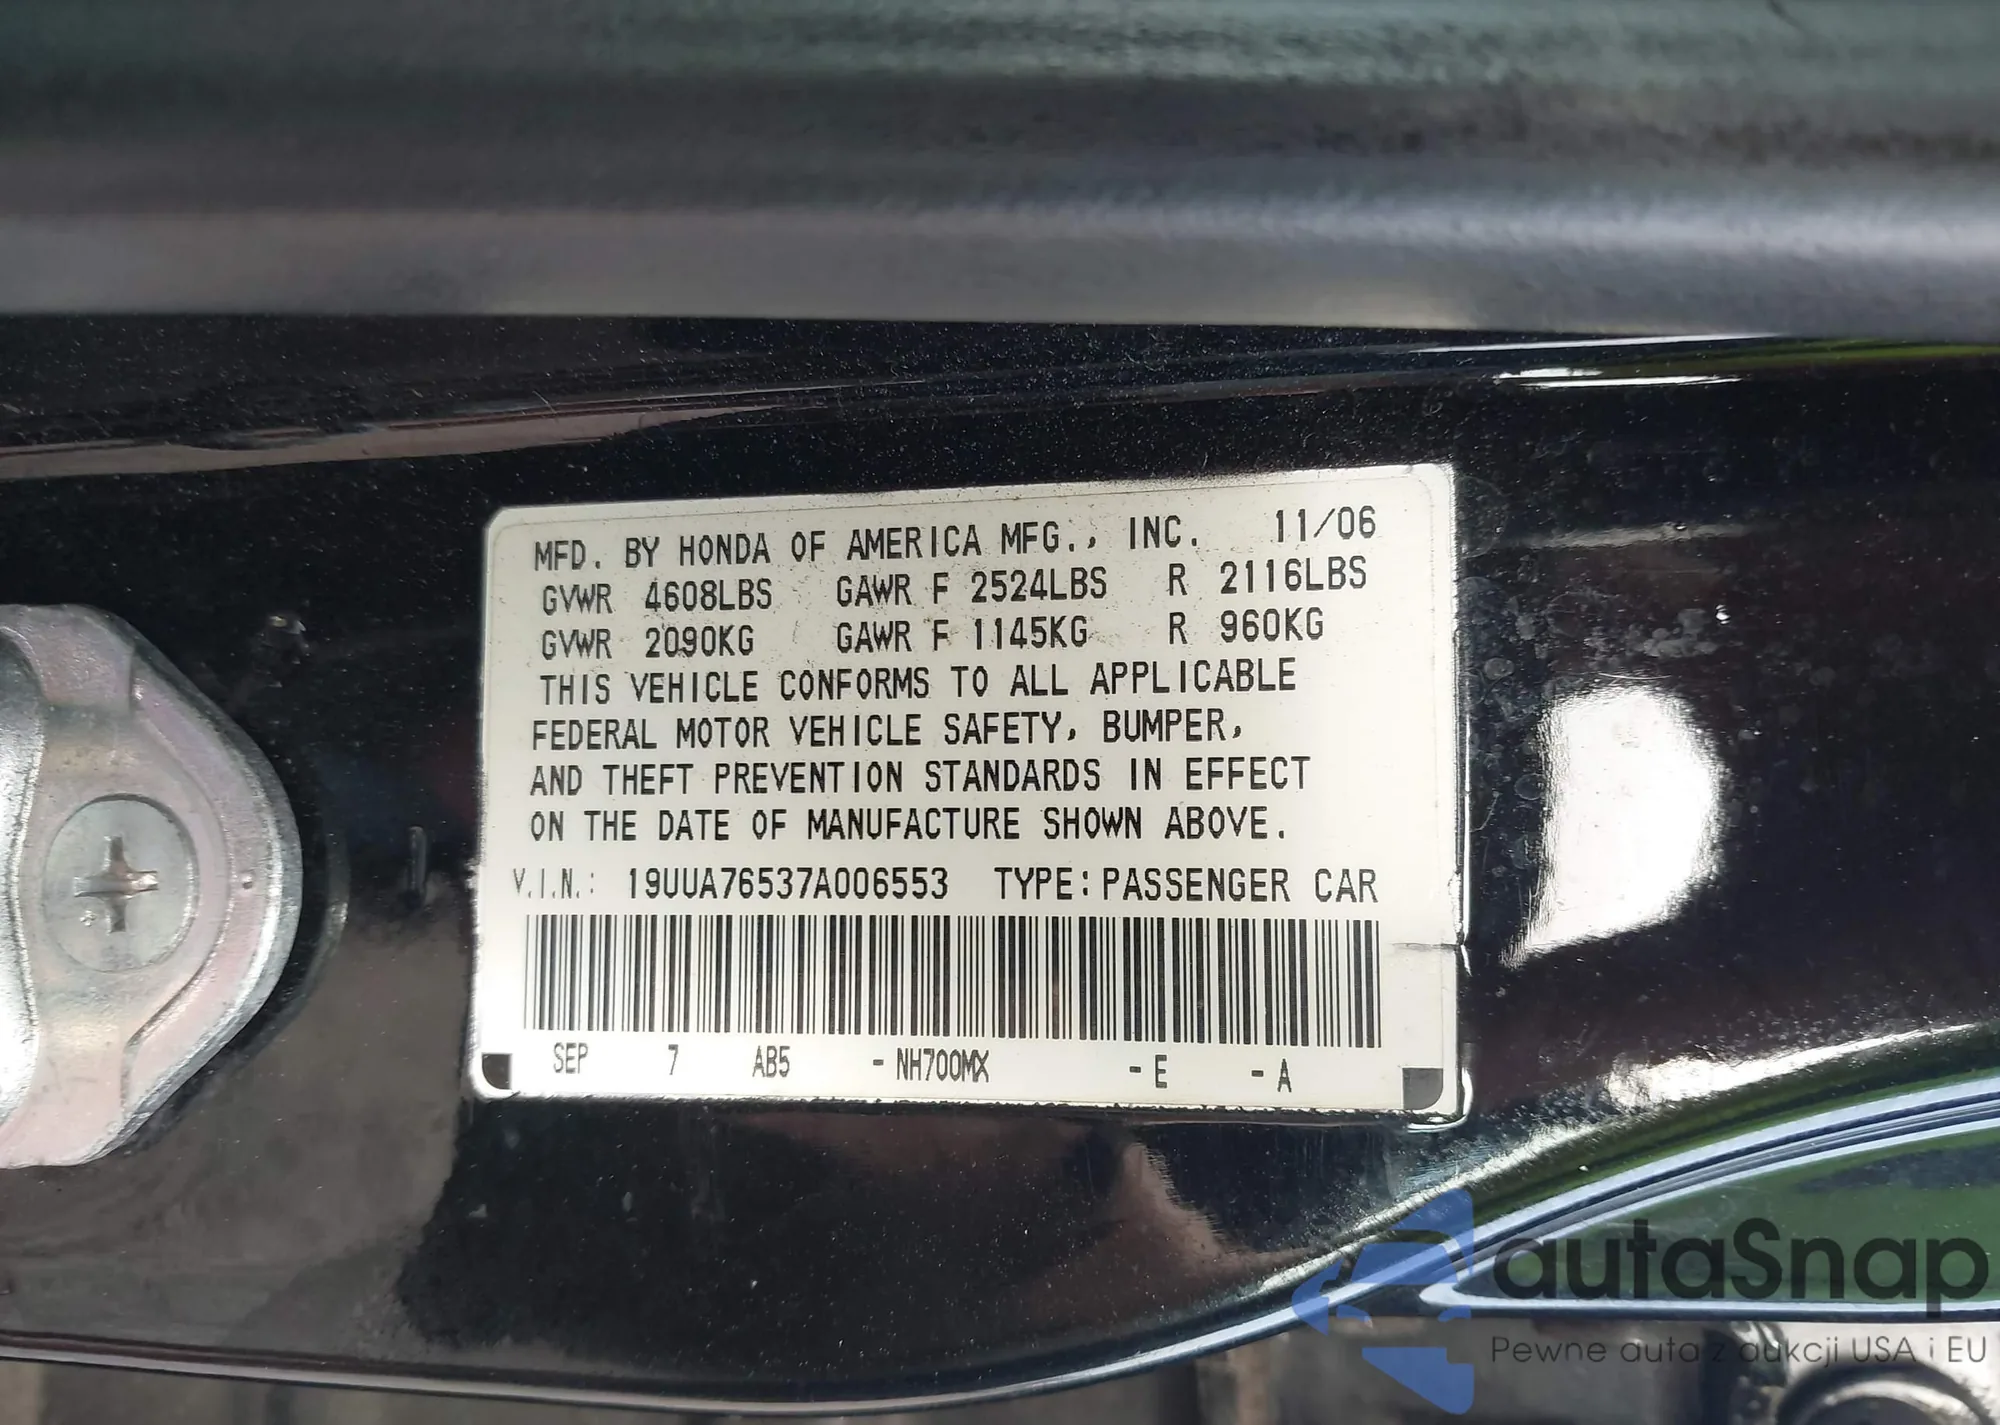 MFD. BY HONDA OF AMERICA MFG., INC. 11/06
GVWR 4608LBS GAWR F 2524LBS R 2116LBS
GVWR 2090KG GAWR F 1145KG R 960KG
THIS VEHICLE CONFORMS TO ALL APPLICABLE
FEDERAL MOTOR VEHICLE SAFETY, BUMPER,
AND THEFT PREVENTION STANDARDS IN EFFECT
ON THE DATE OF MANUFACTURE SHOWN ABOVE.
V.I.N.: 19UUA76537A006553 TYPE: PASSENGER CAR
SEP 7 AB5 - NH700MX - E - A
autaSnap
Pewne auta z aukcji USA i EU